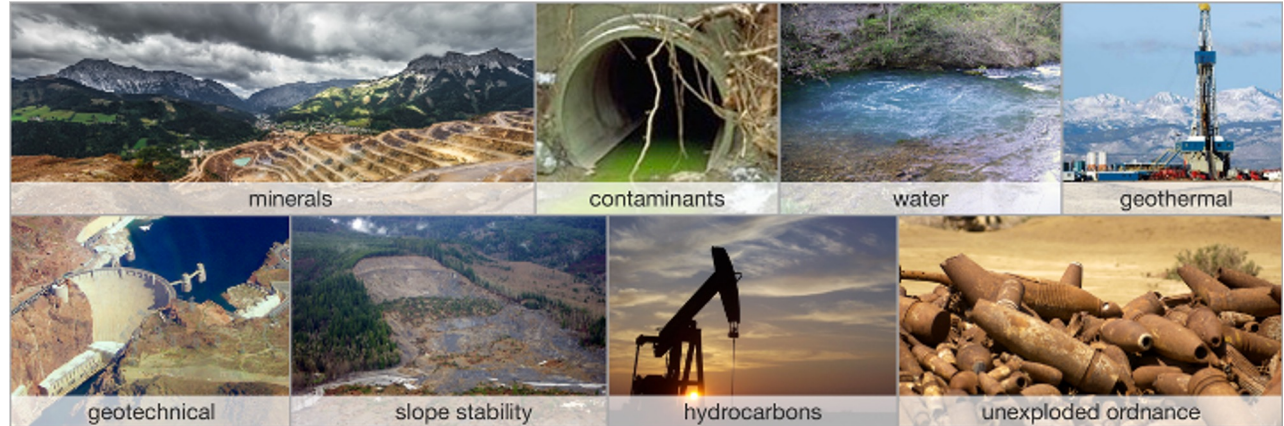 minerals
contaminants
water
geothermal
geotechnical
slope stability
hydrocarbons
unexploded ordnance